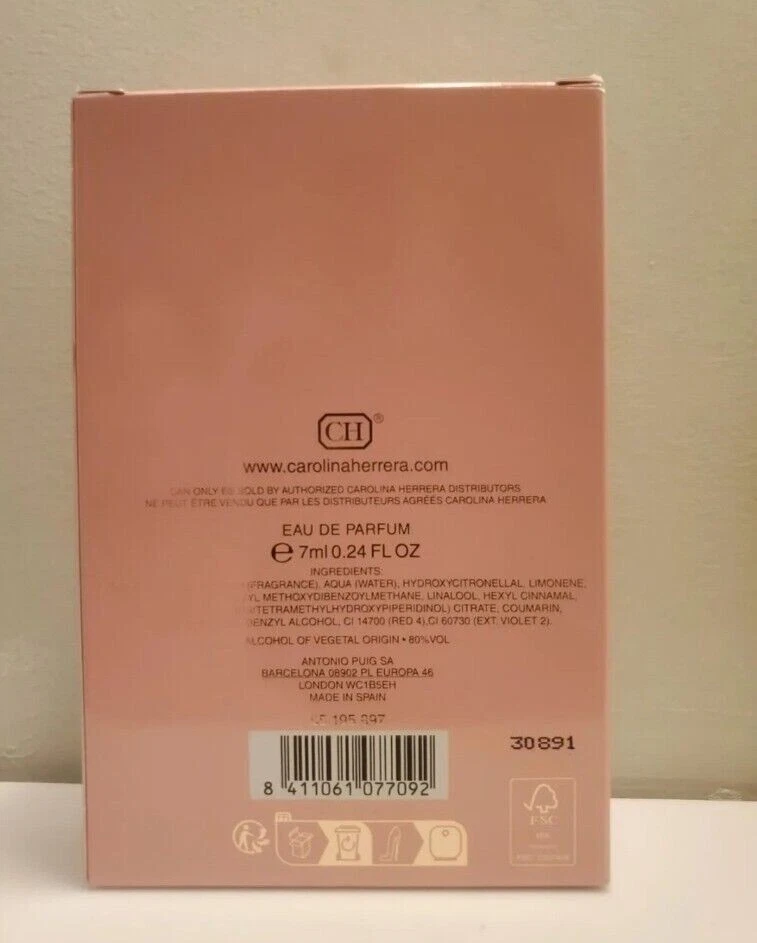 CH®
www.carolinaherrera.com
CAN ONLY BE SOLD BY AUTHORIZED CAROLINA HERRERA DISTRIBUTORS
NE PEUT ÊTRE VENDU QUE PAR LES DISTRIBUTEURS AGRÉÉS CAROLINA HERRERA
EAU DE PARFUM
℮ 7ml 0.24 FL OZ
INGREDIENTS:
(FRAGRANCE), AQUA (WATER), HYDROXYCITRONELLAL, LIMONENE,
METHOXYDIBENZOYLMETHANE, LINALOOL, HEXYL CINNAMAL,
CITRATE, COUMARIN,
BENZYL ALCOHOL, CI 14700 (RED 4),CI 60730 (EXT. VIOLET 2).
ALCOHOL OF VEGETAL ORIGIN • 80%VOL
ANTONIO PUIG SA
BARCELONA 08902 PL EUROPA 46
LONDON WC1B5EH
MADE IN SPAIN
30891
8 411061 077092
FSC